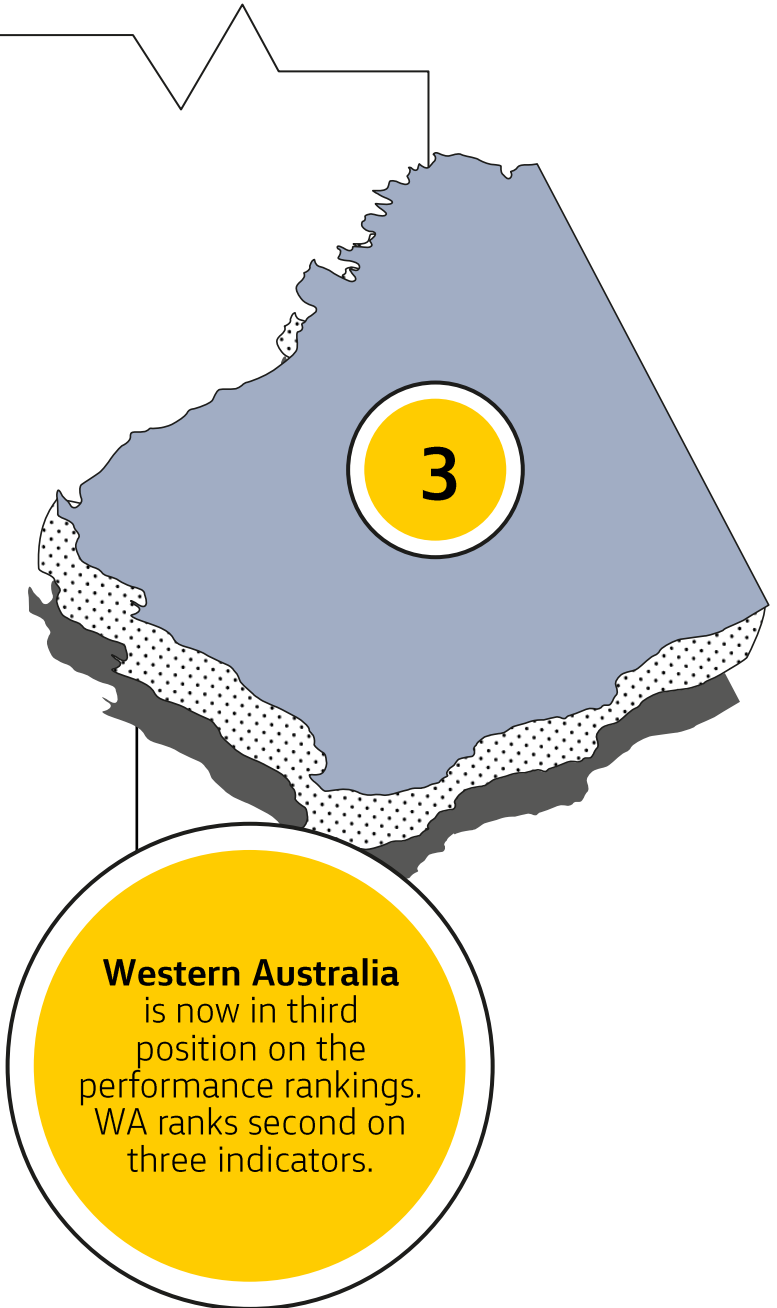 3
Western Australia
is now in third
position on the
performance rankings.
WA ranks second on
three indicators.